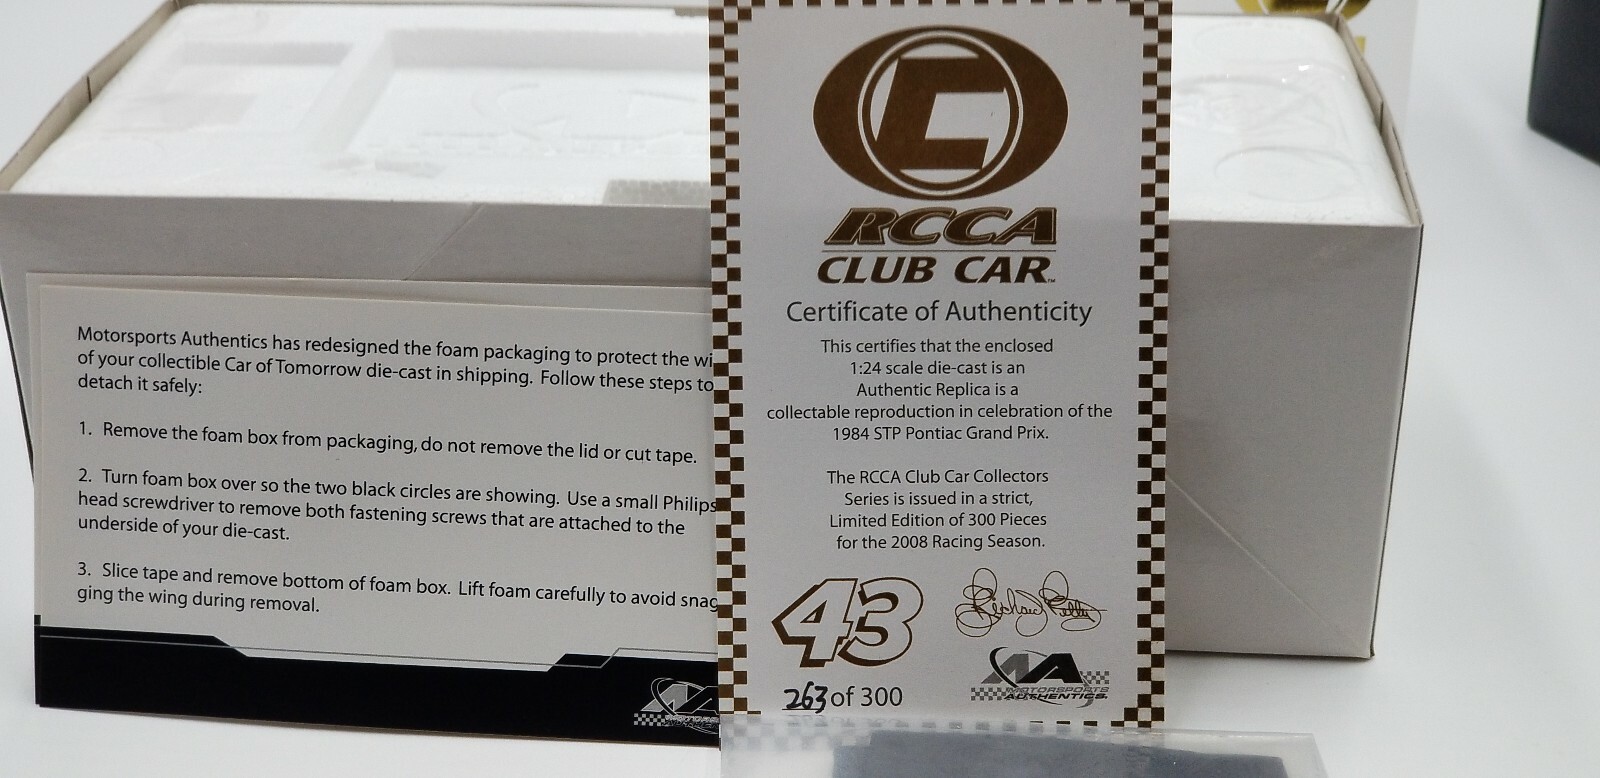 RCCA
CLUB CAR™
Certificate of Authenticity
This certifies that the enclosed
1:24 scale die-cast is an
Authentic Replica is a
collectable reproduction in celebration of the
1984 STP Pontiac Grand Prix.
The RCCA Club Car Collectors
Series is issued in a strict,
Limited Edition of 300 Pieces
for the 2008 Racing Season.
43
Richard Petty
263 of 300
MOTORSPORTS
AUTHENTICS.
Motorsports Authentics has redesigned the foam packaging to protect the wi
of your collectible Car of Tomorrow die-cast in shipping. Follow these steps to
detach it safely:
1. Remove the foam box from packaging, do not remove the lid or cut tape.
2. Turn foam box over so the two black circles are showing. Use a small Philips
head screwdriver to remove both fastening screws that are attached to the
underside of your die-cast.
3. Slice tape and remove bottom of foam box. Lift foam carefully to avoid snag
ging the wing during removal.